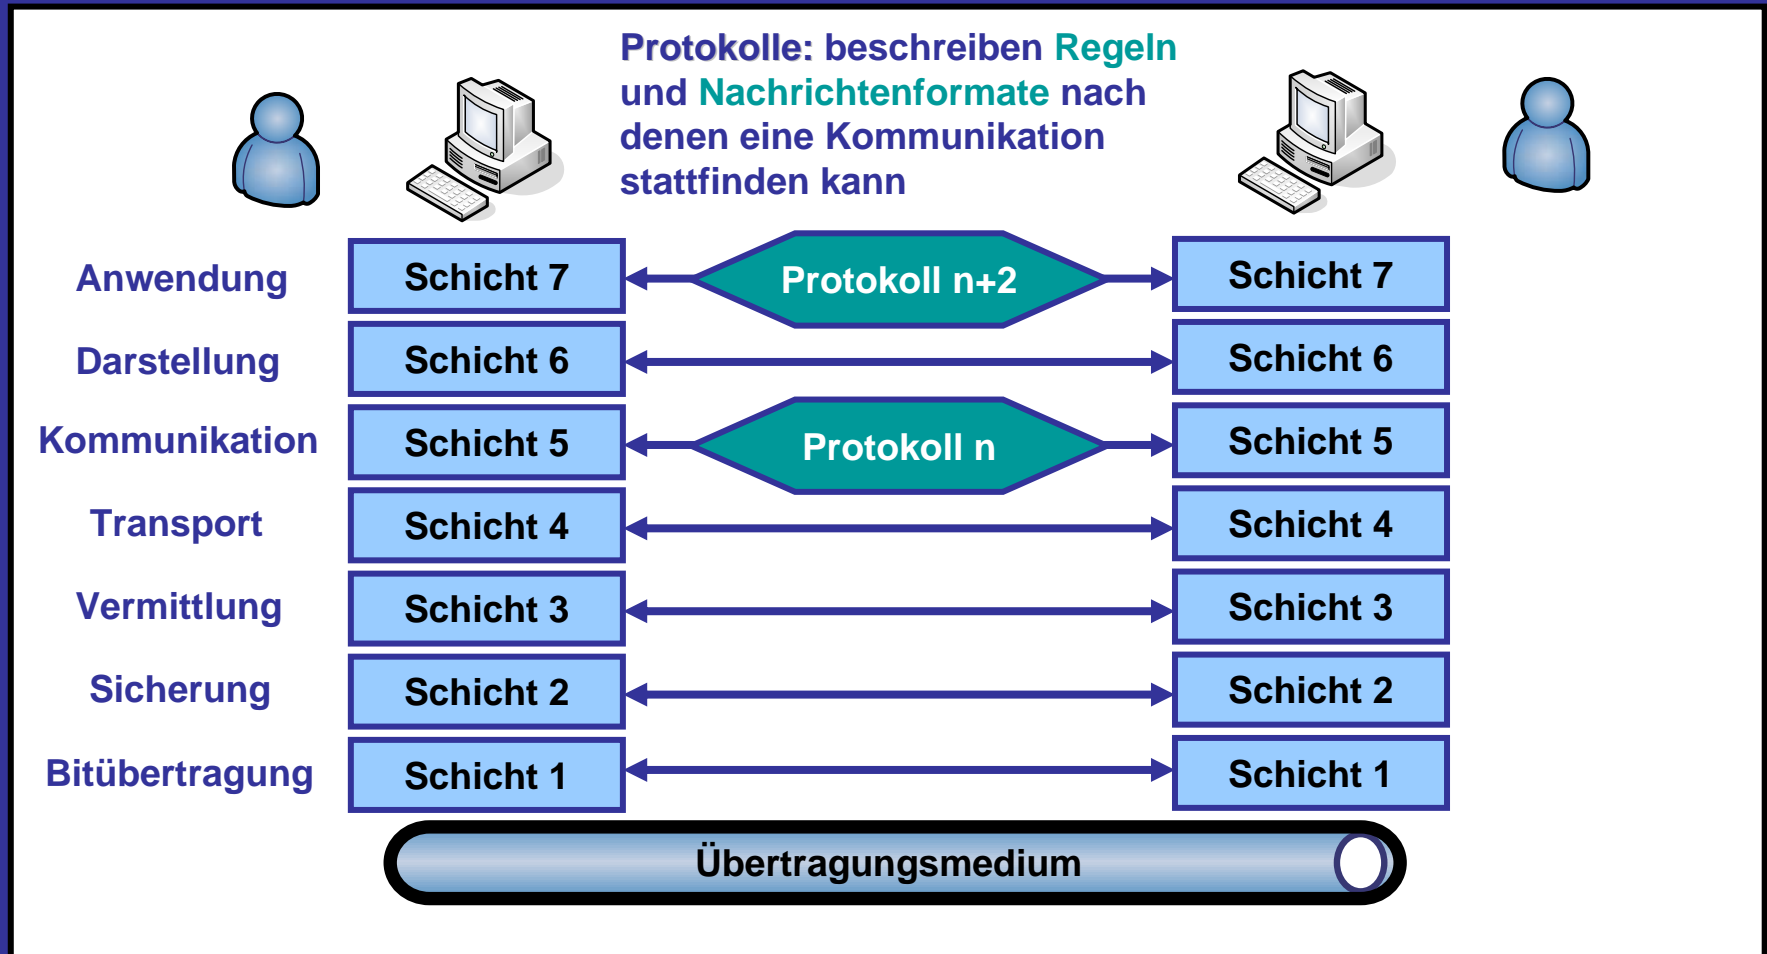 Protokolle: beschreiben Regeln
und Nachrichtenformate nach
denen eine Kommunikation
stattfinden kann
Anwendung Schicht 7 Protokoll n+2 Schicht 7
Darstellung Schicht 6 Schicht 6
Kommunikation Schicht 5 Protokoll n Schicht 5
Transport Schicht 4 Schicht 4
Vermittlung Schicht 3 Schicht 3
Sicherung Schicht 2 Schicht 2
Bitübertragung Schicht 1 Schicht 1
Übertragungsmedium